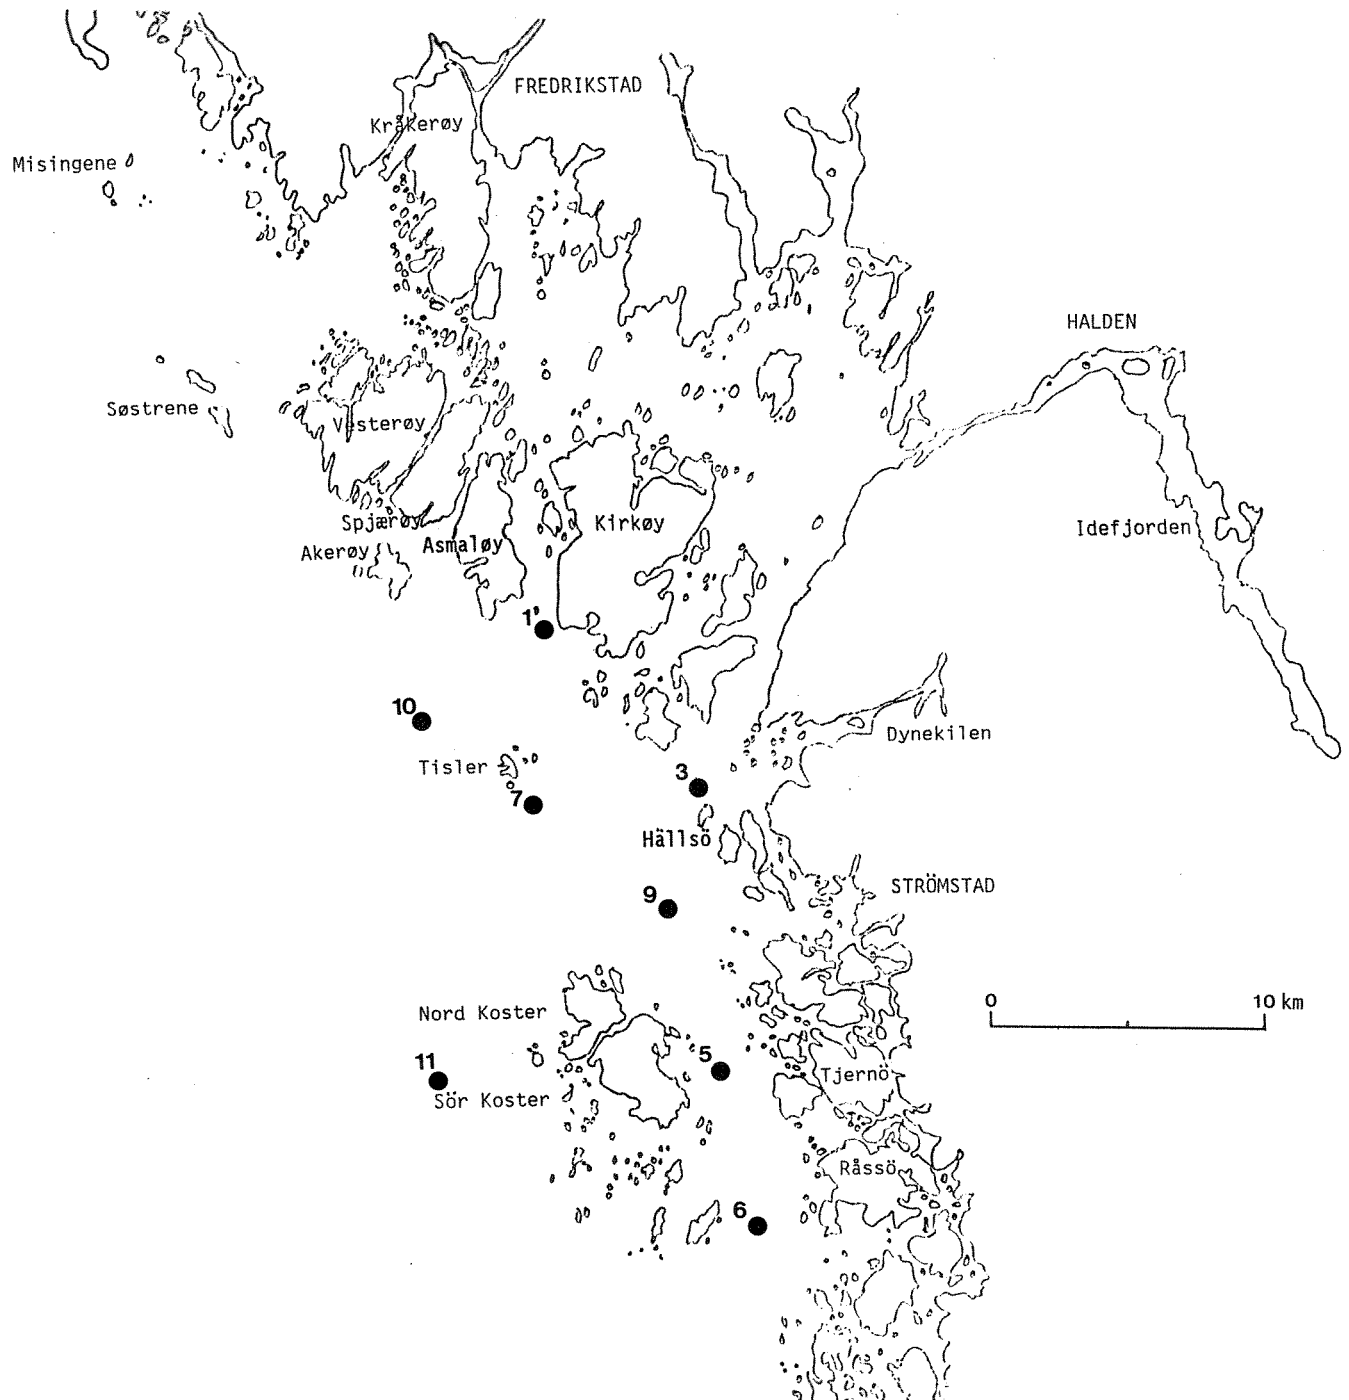 FREDRIKSTAD
Kråkerøy
Misingene
HALDEN
Søstrene
Vesterøy
Spjærøy
Kirkøy
Idefjorden
Akerøy
Asmaløy
1'
10
Dynekilen
Tisler
3
7
Hällsö
STRÖMSTAD
9
0 10 km
Nord Koster
11
5
Tjernö
Sör Koster
Råssö
6